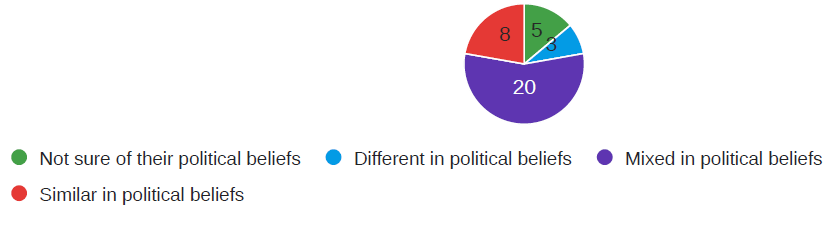 8
5
3
20
Not sure of their political beliefs
Different in political beliefs
Mixed in political beliefs
Similar in political beliefs